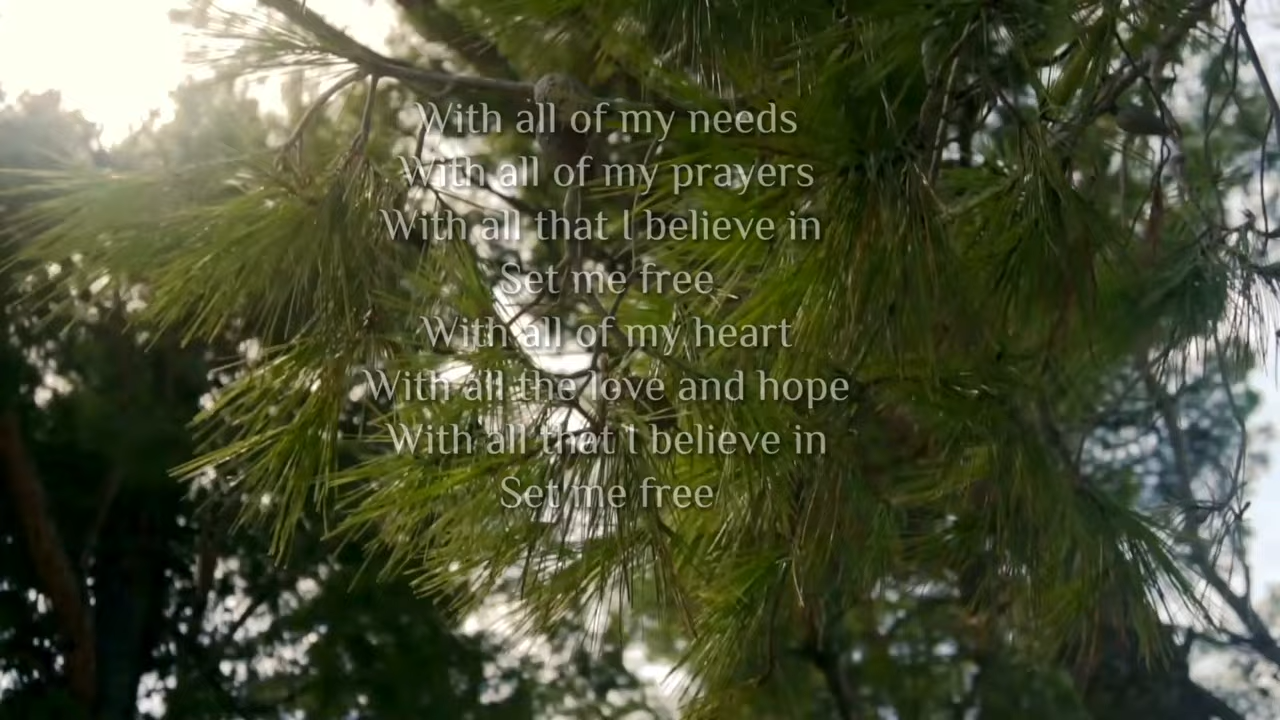 With all of my needs
With all of my prayers
With all that I believe in
Set me free
With all of my heart
With all the love and hope
With all that I believe in
Set me free